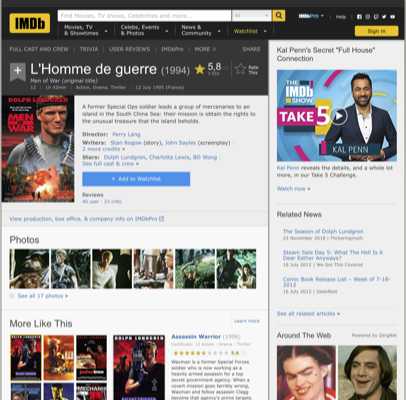 IMDb
Find Movies, TV shows, Celebrities and more...
All
IMDbPro
Help
Movies, TV
& Showtimes
Celebs, Events
& Photos
News &
Community
Watchlist
Sign in
FULL CAST AND CREW | TRIVIA | USER REVIEWS | IMDbPro | MORE
SHARE
L'Homme de guerre (1994)
5,8
Rate
This
Men of War (original title)
12 | 1h 43min | Action, Drama, Thriller | 12 July 1995 (France)
DOLPH LUNDGREN
MEN OF
WAR
A former Special Ops soldier leads a group of mercenaries to an
island in the South China Sea: their mission is obtain the rights to
the unusual treasure that the island beholds.
Director: Perry Lang
Writers: Stan Rogow (story), John Sayles (screenplay)
2 more credits »
Stars: Dolph Lundgren, Charlotte Lewis, BD Wong
See full cast & crew »
+ Add to Watchlist
Reviews
40 user | 23 critic
View production, box office, & company info on IMDbPro
Photos
See all 17 photos »
More Like This
Learn more
Assassin Warrior (1996)
Certificate: 12 Action | Drama | Thriller
5,6
Waxman is a former Special Forces
soldier who is now working as a
heavily armed assassin for a top
secret government agency. When a
covert mission goes terribly wrong,
Waxman and fellow assassin Clegg
become that agency's prime targets.
Kal Penn's Secret "Full House"
Connection
THE
IMDb
SHOW
TAKE 5
KAL PENN
Kal Penn reveals the details, and a whole lot
more, in our Take 5 Challenge.
Watch now »
Related News
The Season of Dolph Lundgren
23 November 2018 | Flickeringmyth
Steam Sale Day 5: What The Hell Is A
Dear Esther Anyways?
16 July 2012 | We Got This Covered
Comic Book Release List – Week of 7-18-
2012
16 July 2012 | GeekRest
See all related articles »
Around The Web
Powered by ZergNet